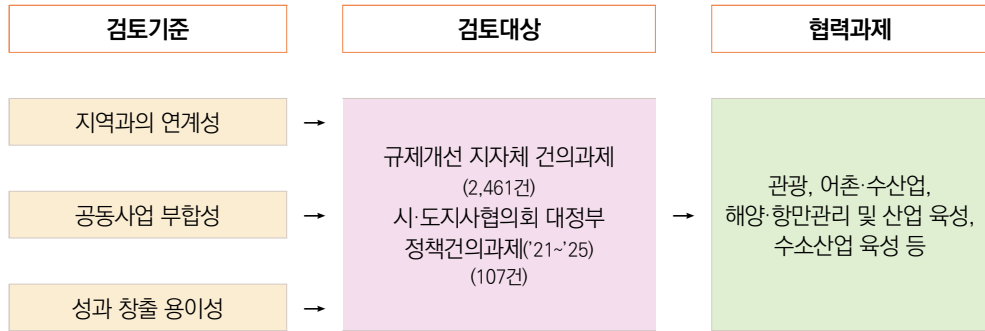 검토기준
검토대상
협력과제
지역과의 연계성
→
공동사업 부합성
→
성과 창출 용이성
→
규제개선 지자체 건의과제
(2,461건)
시·도지사협의회 대정부
정책건의과제('21~'25)
(107건)
→
관광, 어촌·수산업,
해양·항만관리 및 산업 육성,
수소산업 육성 등